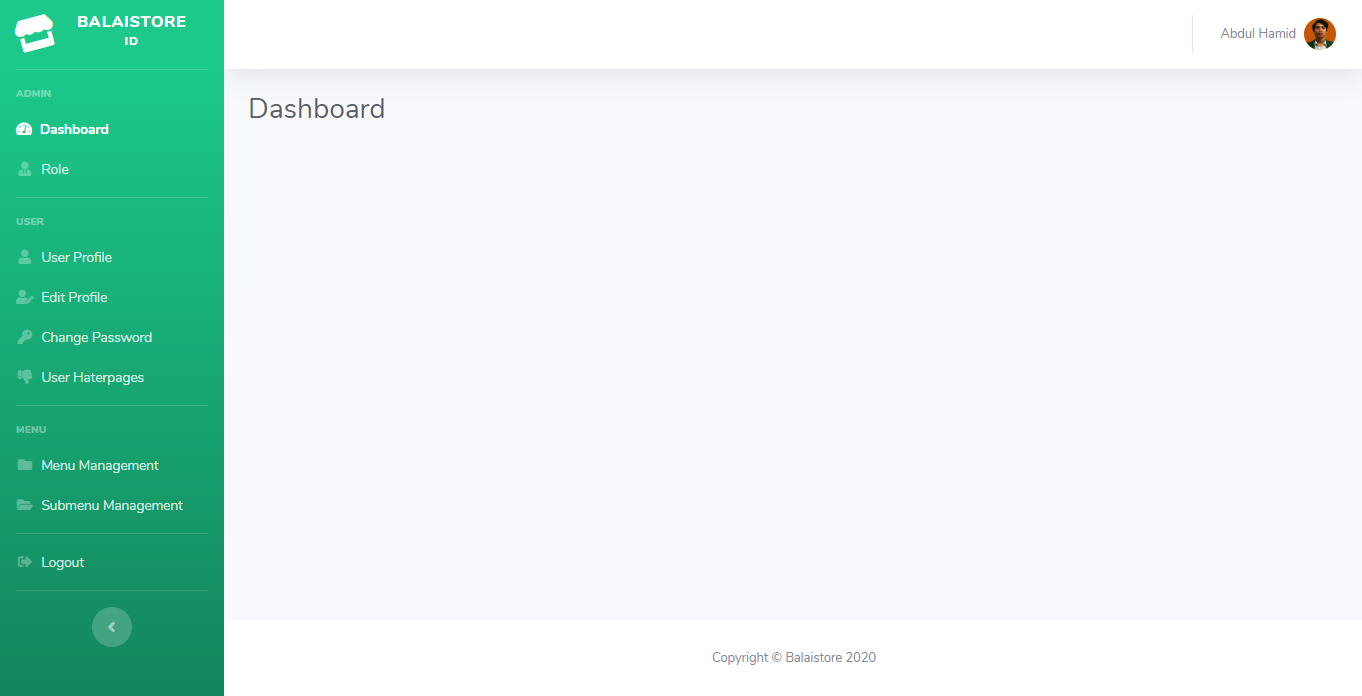 BALAISTORE
ID
Abdul Hamid
ADMIN
Dashboard
Role
USER
User Profile
Edit Profile
Change Password
User Haterpages
MENU
Menu Management
Submenu Management
Logout
Dashboard
Copyright © Balaistore 2020